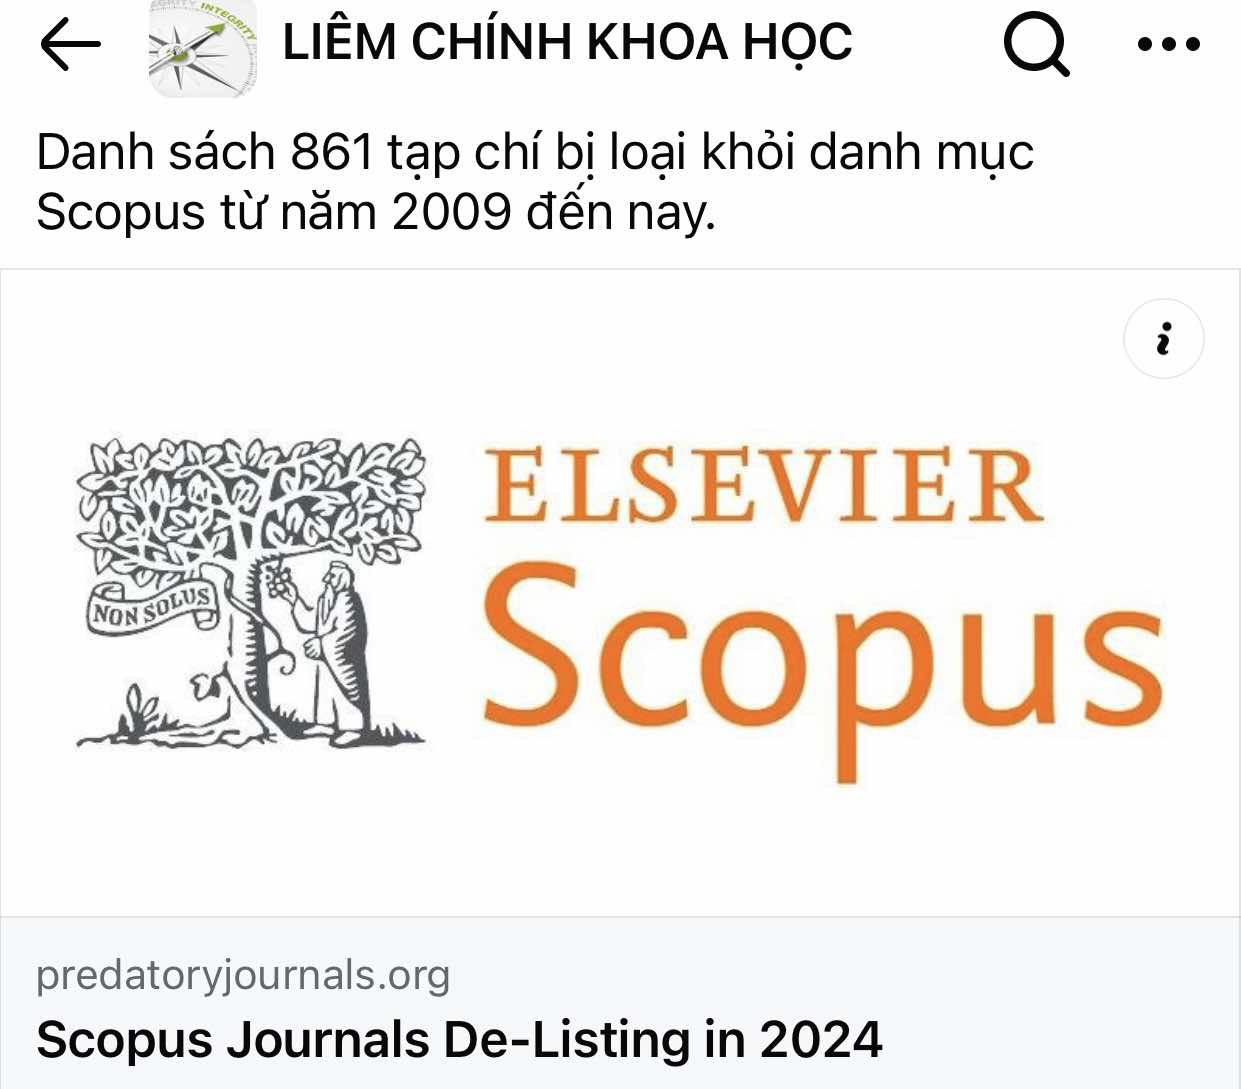 INTEGRITY
LIÊM CHÍNH KHOA HỌC
Danh sách 861 tạp chí bị loại khỏi danh mục
Scopus từ năm 2009 đến nay.
i
NON SOLUS
ELSEVIER
Scopus
predatoryjournals.org
Scopus Journals De-Listing in 2024